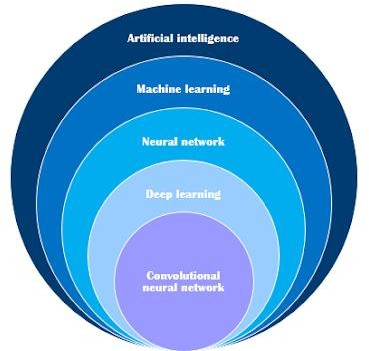 Artificial intelligence
Machine learning
Neural network
Deep learning
Convolutional
neural network